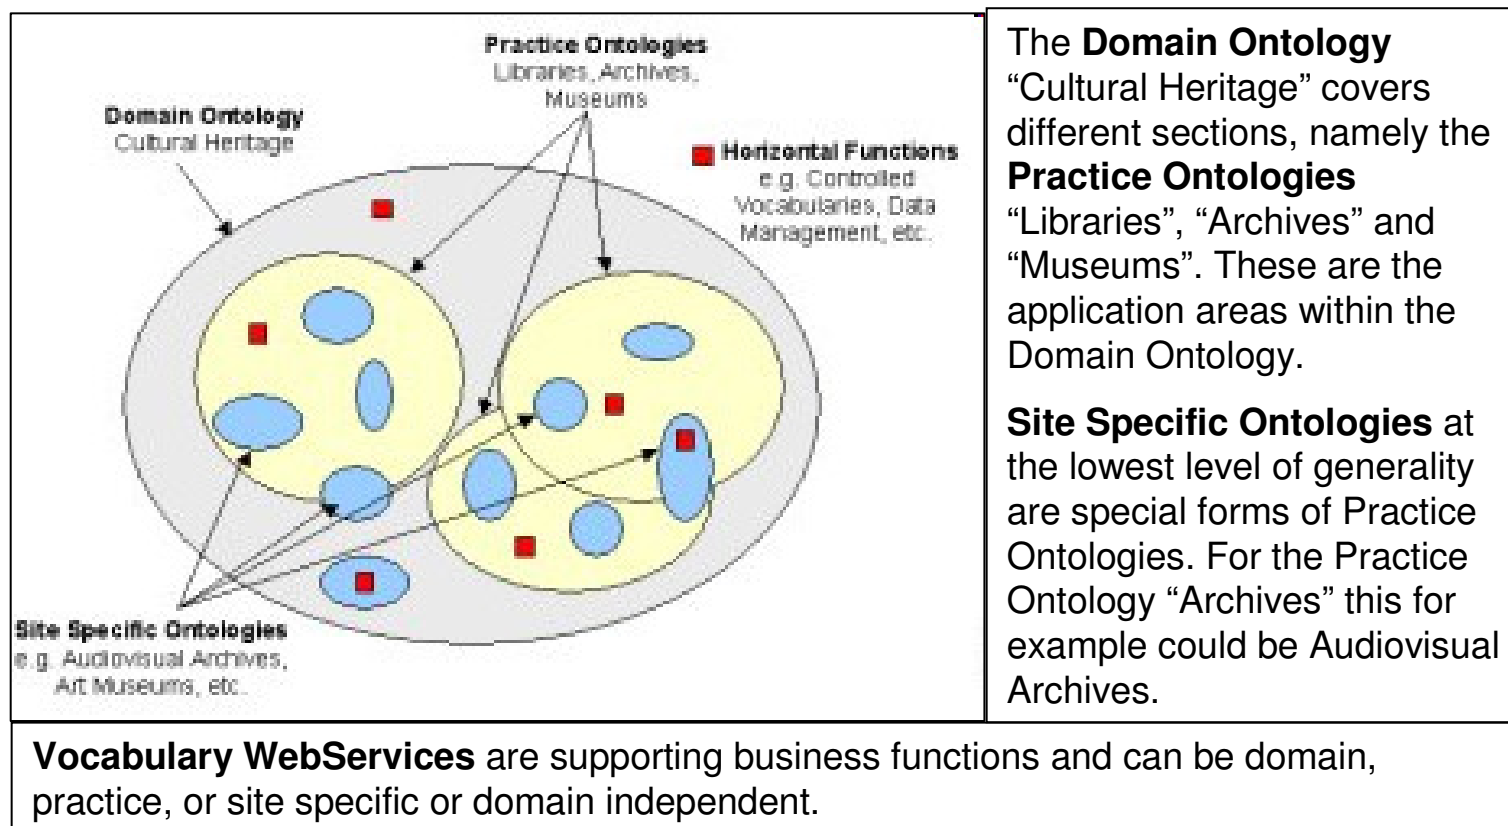 Practice Ontologies
Libraries, Archives,
Museums
Domain Ontology
Cultural Heritage
Horizontal Functions
e.g. Controlled
Vocabularies, Data
Management, etc.
Site Specific Ontologies
e.g. Audiovisual Archives,
Art Museums, etc.
The Domain Ontology
“Cultural Heritage” covers
different sections, namely the
Practice Ontologies
“Libraries”, “Archives” and
“Museums”. These are the
application areas within the
Domain Ontology.
Site Specific Ontologies at
the lowest level of generality
are special forms of Practice
Ontologies. For the Practice
Ontology “Archives” this for
example could be Audiovisual
Archives.
Vocabulary WebServices are supporting business functions and can be domain,
practice, or site specific or domain independent.